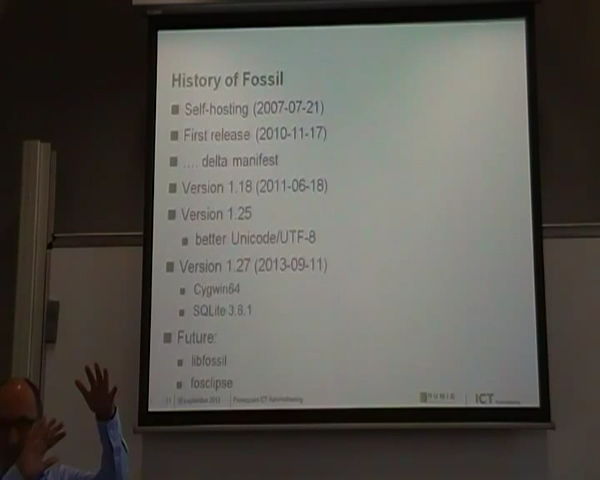 History of Fossil
Self-hosting (2007-07-21)
First release (2010-11-17)
.... delta manifest
Version 1.18 (2011-06-18)
Version 1.25
better Unicode/UTF-8
Version 1.27 (2013-09-11)
Cygwin64
SQLite 3.8.1
Future:
libfossil
fosclipse
ICT